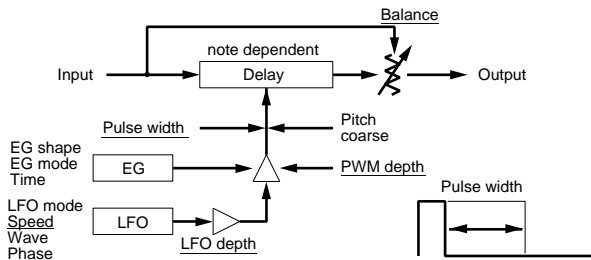 Balance
note dependent
Input
Delay
Output
Pulse width
Pitch
coarse
EG shape
EG mode
Time
EG
PWM depth
LFO mode
Speed
Wave
Phase
LFO
LFO depth
Pulse width